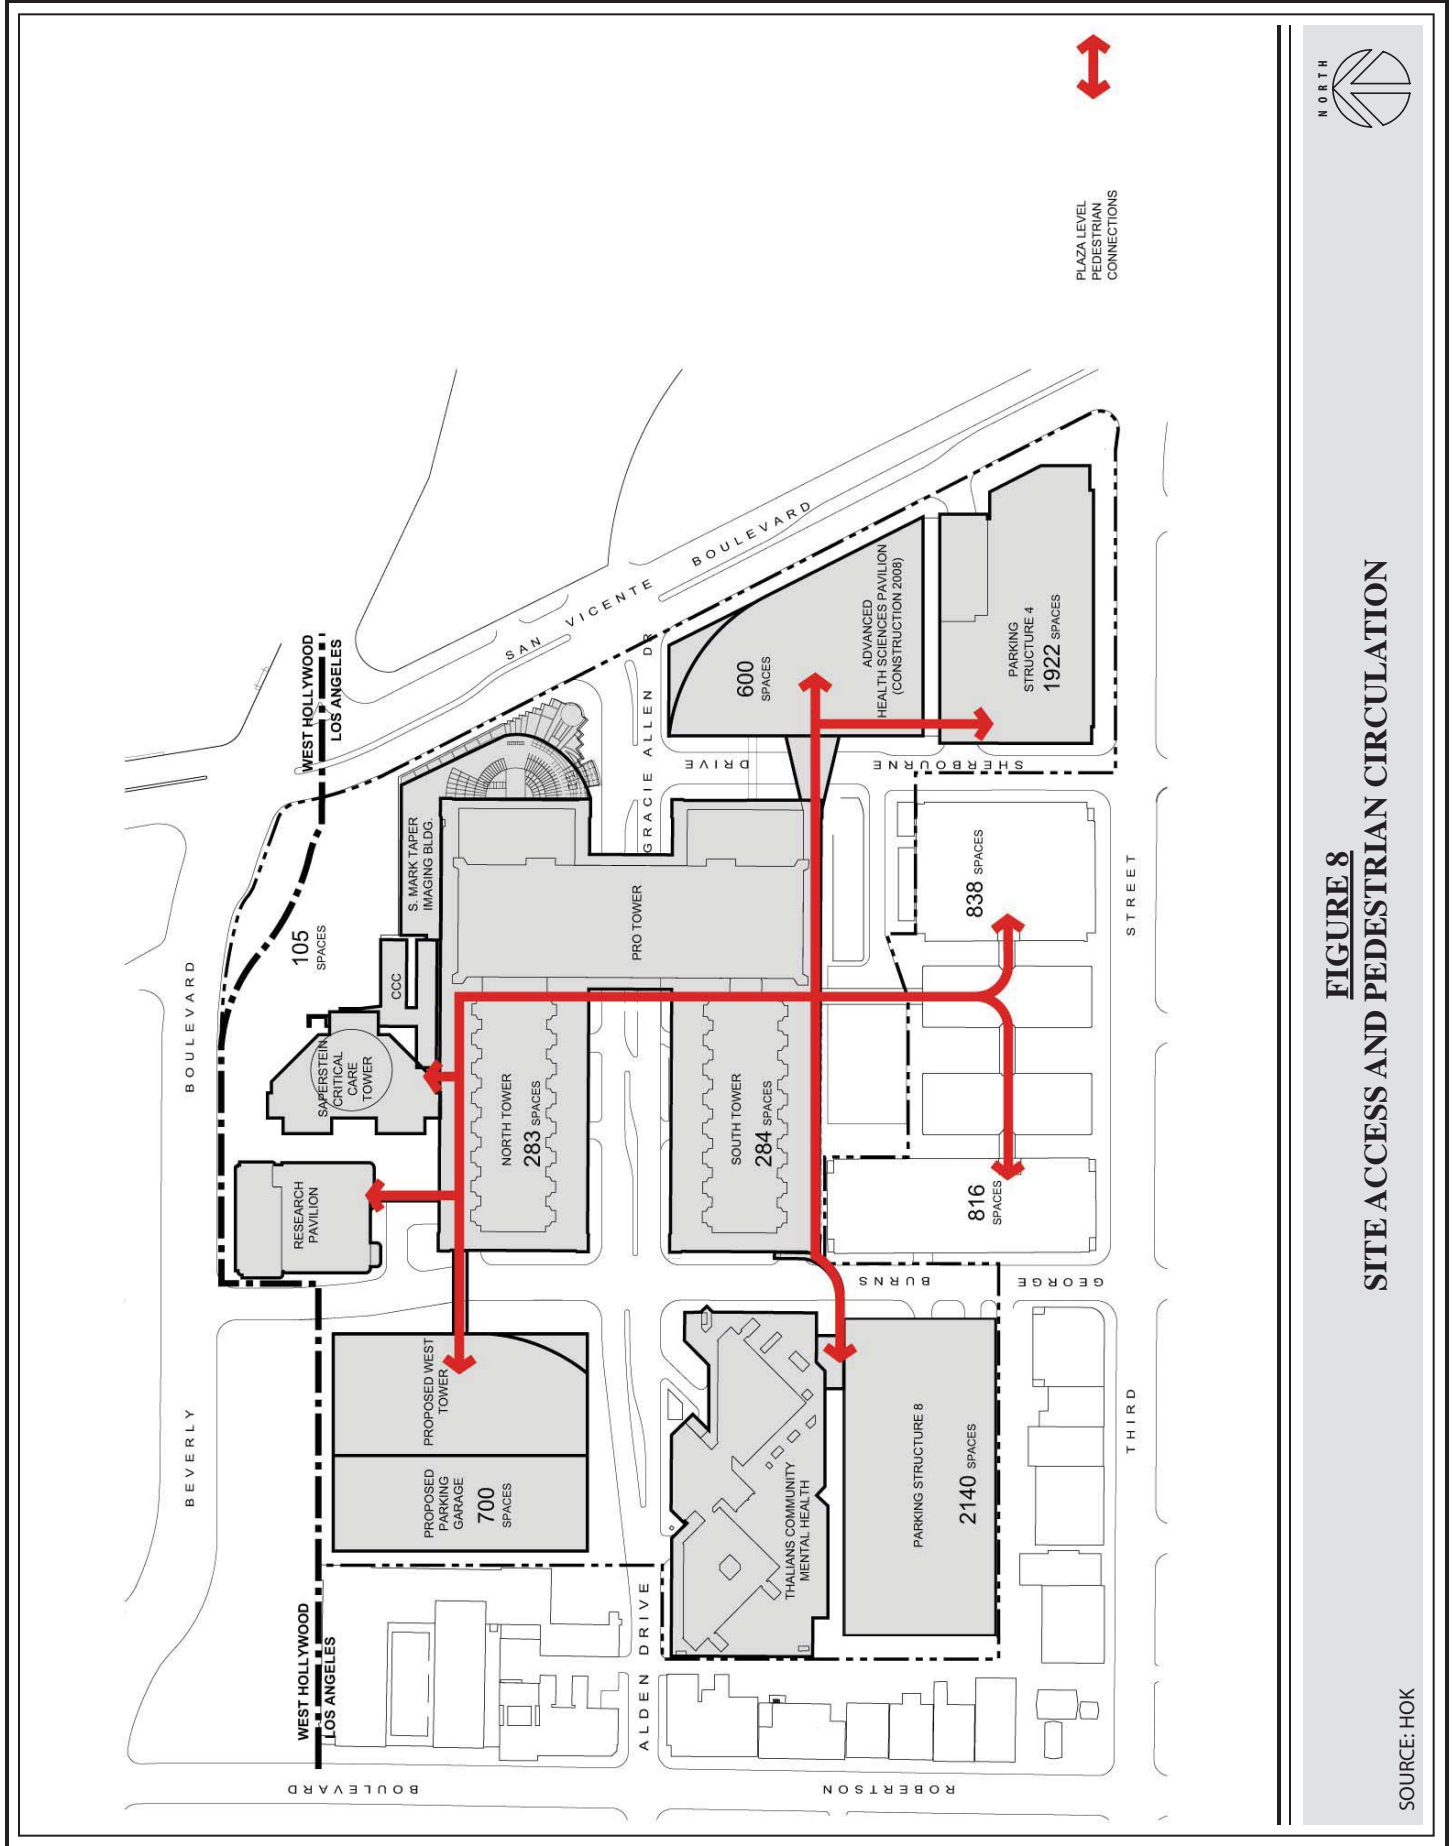 WEST HOLLYWOOD
LOS ANGELES
WEST HOLLYWOOD
LOS ANGELES
BEVERLY BOULEVARD
SAN VICENTE BOULEVARD
ROBERTSON BOULEVARD
ALDEN DRIVE
GRACIE ALLEN DR
GEORGE BURNS
SHERBOURNE DRIVE
THIRD STREET
PROPOSED
PARKING
GARAGE
700
SPACES
PROPOSED WEST
TOWER
RESEARCH
PAVILION
SAPERSTEIN
CRITICAL
CARE
TOWER
105
SPACES
CCC
S. MARK TAPER
IMAGING BLDG.
NORTH TOWER
283 SPACES
SOUTH TOWER
284 SPACES
PRO TOWER
600
SPACES
ADVANCED
HEALTH SCIENCES PAVILION
(CONSTRUCTION 2008)
PARKING
STRUCTURE 4
1922 SPACES
THALIANS COMMUNITY
MENTAL HEALTH
PARKING STRUCTURE 8
2140 SPACES
816
SPACES
838 SPACES
PLAZA LEVEL
PEDESTRIAN
CONNECTIONS
NORTH
FIGURE 8
SITE ACCESS AND PEDESTRIAN CIRCULATION
SOURCE: HOK